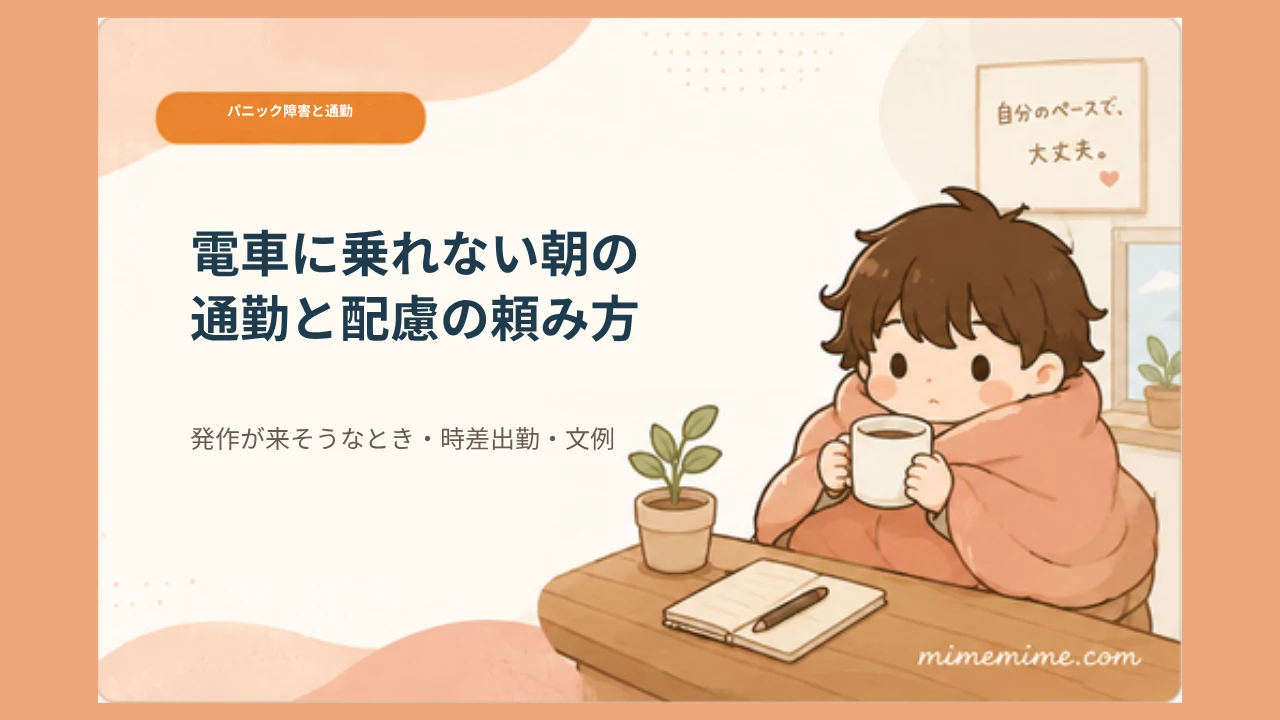 パニック障害と通勤
自分のペースで、
大丈夫。
電車に乗れない朝の
通勤と配慮の頼み方
発作が来そうなとき・時差出勤・文例
mimemime.com